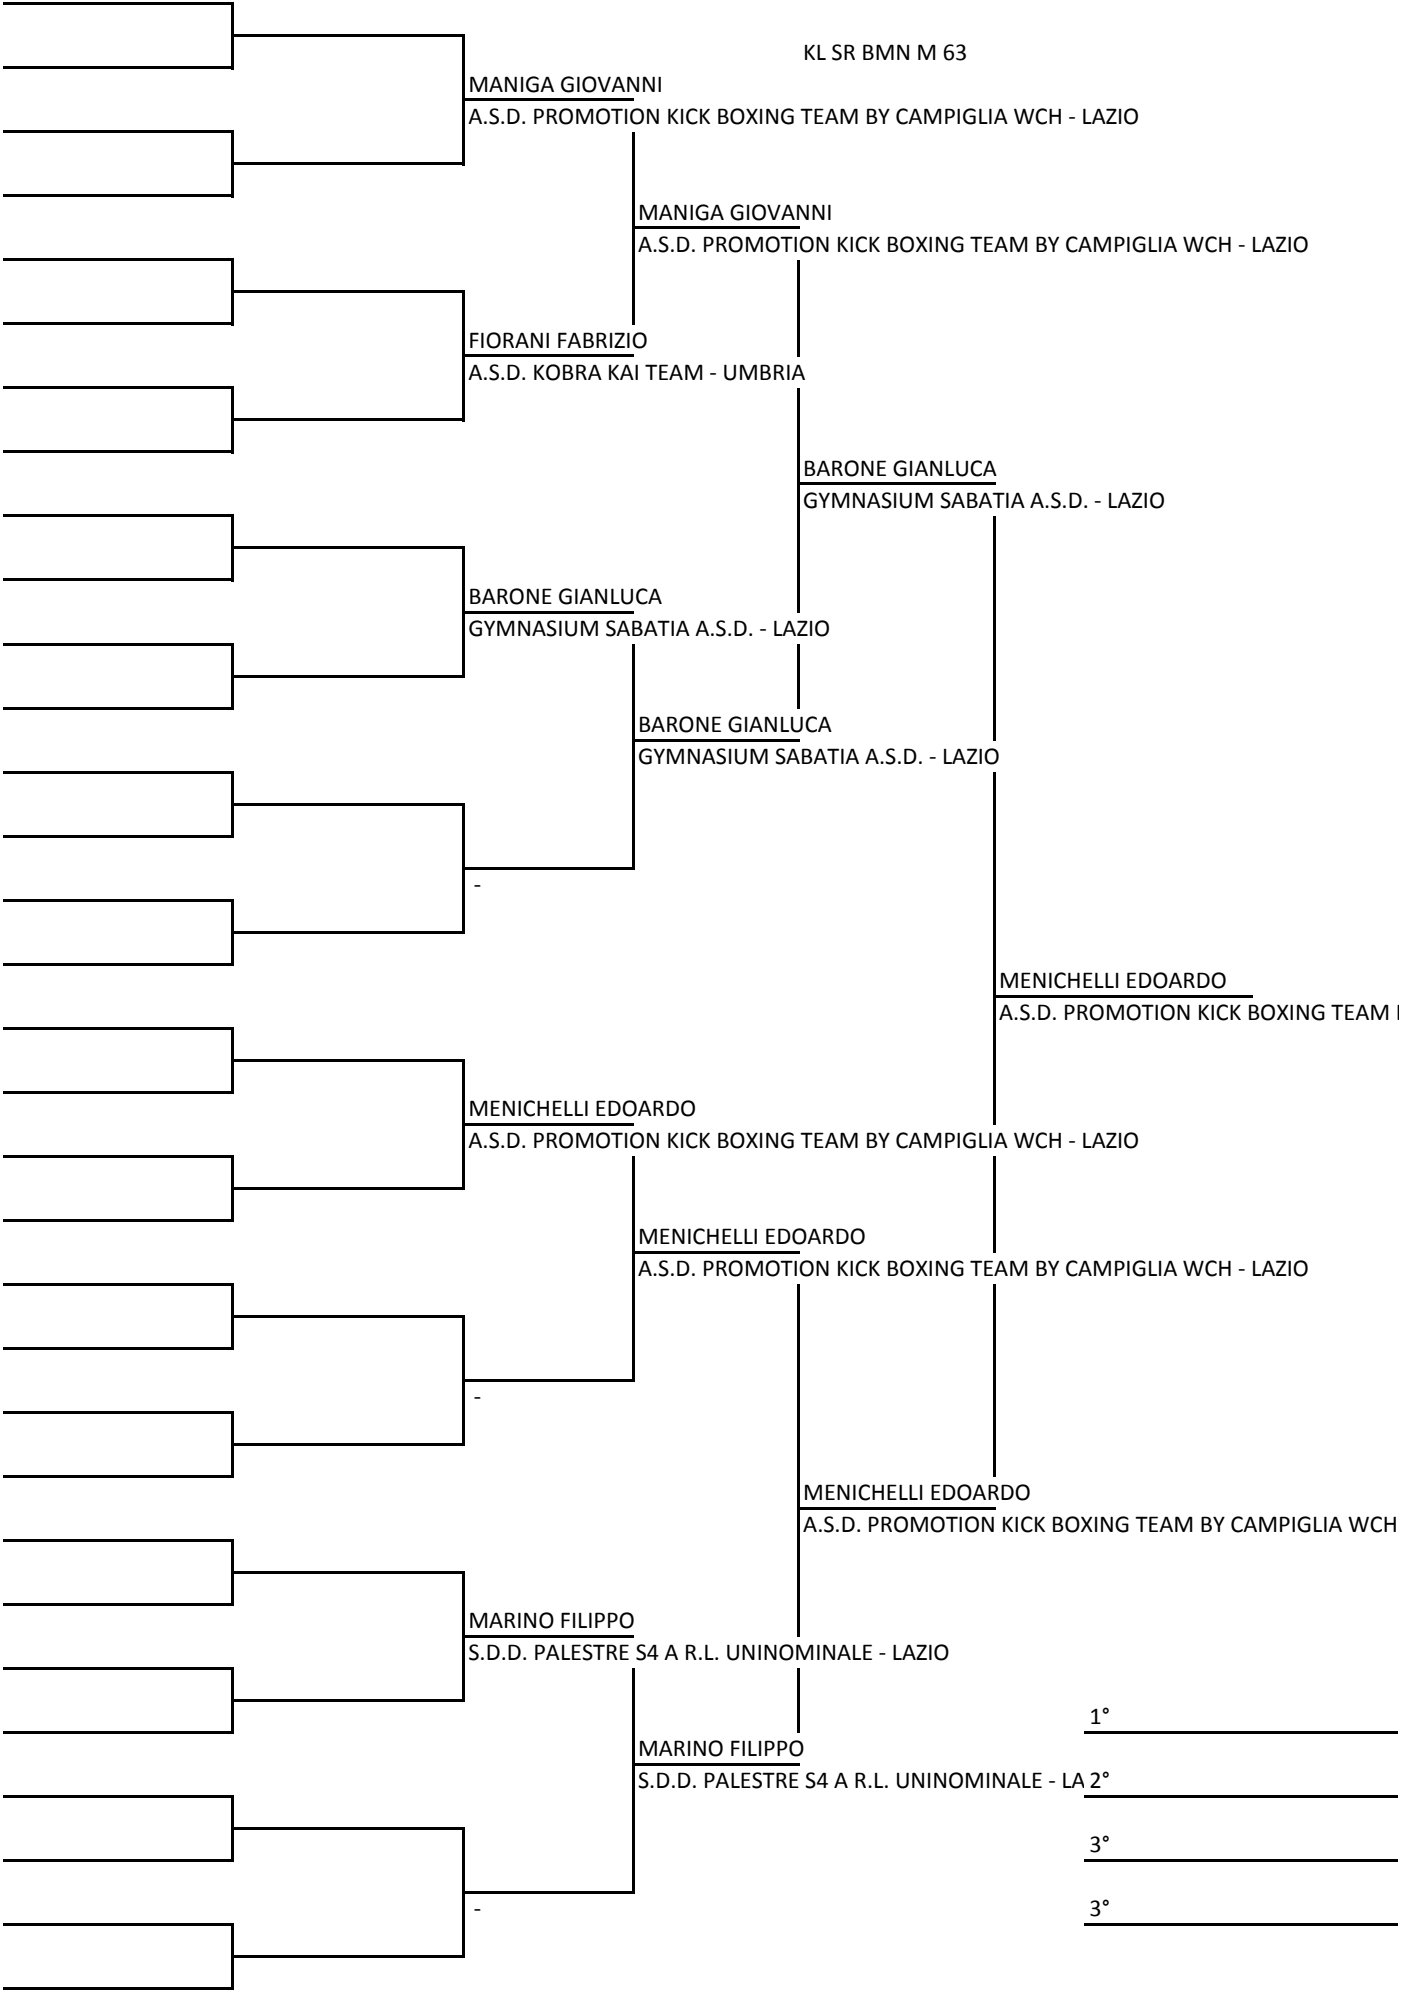 KL SR BMN M 63
MANIGA GIOVANNI
A.S.D. PROMOTION KICK BOXING TEAM BY CAMPIGLIA WCH - LAZIO
MANIGA GIOVANNI
A.S.D. PROMOTION KICK BOXING TEAM BY CAMPIGLIA WCH - LAZIO
FIORANI FABRIZIO
A.S.D. KOBRA KAI TEAM - UMBRIA
BARONE GIANLUCA
GYMNASIUM SABATIA A.S.D. - LAZIO
BARONE GIANLUCA
GYMNASIUM SABATIA A.S.D. - LAZIO
BARONE GIANLUCA
GYMNASIUM SABATIA A.S.D. - LAZIO
-
MENICHELLI EDOARDO
A.S.D. PROMOTION KICK BOXING TEAM
MENICHELLI EDOARDO
A.S.D. PROMOTION KICK BOXING TEAM BY CAMPIGLIA WCH - LAZIO
MENICHELLI EDOARDO
A.S.D. PROMOTION KICK BOXING TEAM BY CAMPIGLIA WCH - LAZIO
-
MENICHELLI EDOARDO
A.S.D. PROMOTION KICK BOXING TEAM BY CAMPIGLIA WCH
MARINO FILIPPO
S.D.D. PALESTRE S4 A R.L. UNINOMINALE - LAZIO
1°
MARINO FILIPPO
S.D.D. PALESTRE S4 A R.L. UNINOMINALE - LA
2°
3°
-
3°